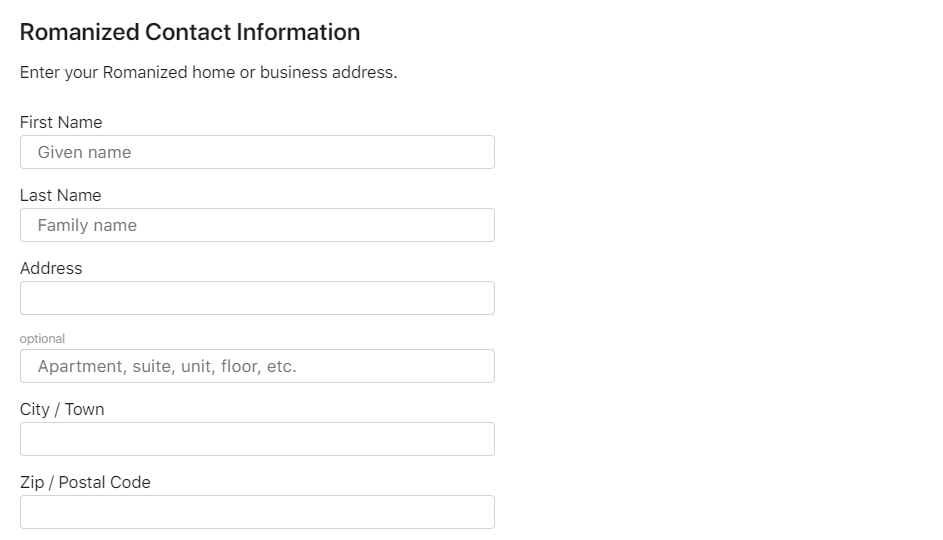 Romanized Contact Information
Enter your Romanized home or business address.
First Name
Given name
Last Name
Family name
Address
optional
Apartment, suite, unit, floor, etc.
City / Town
Zip / Postal Code